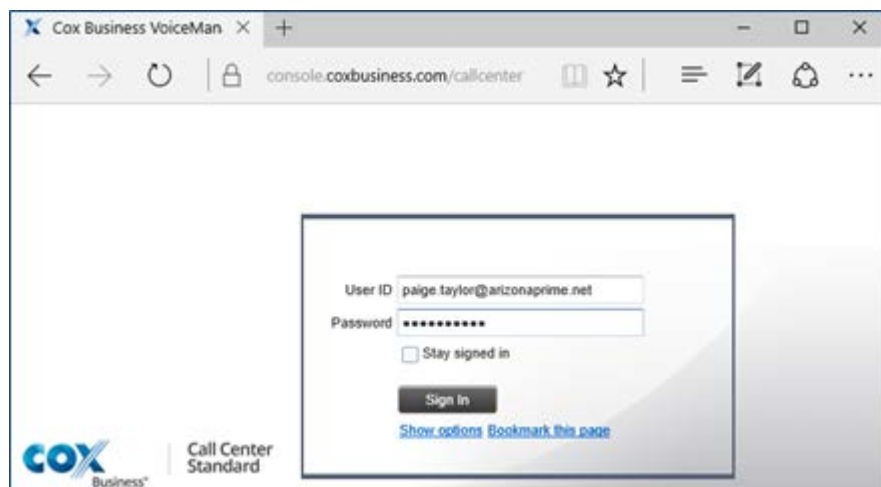 Cox Business VoiceMan
console.coxbusiness.com/callcenter
User ID paige.taylor@arizonaprime.net
Password ••••••••••
Stay signed in
Sign In
Show options Bookmark this page
COX Business®
Call Center
Standard